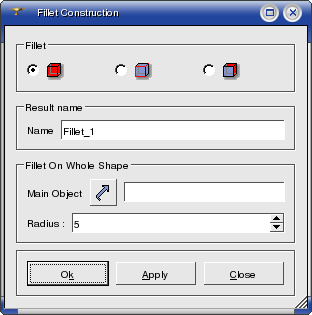 Fillet Construction
Fillet
Result name
Name Fillet_1
Fillet On Whole Shape
Main Object
Radius : 5
Ok Apply Close